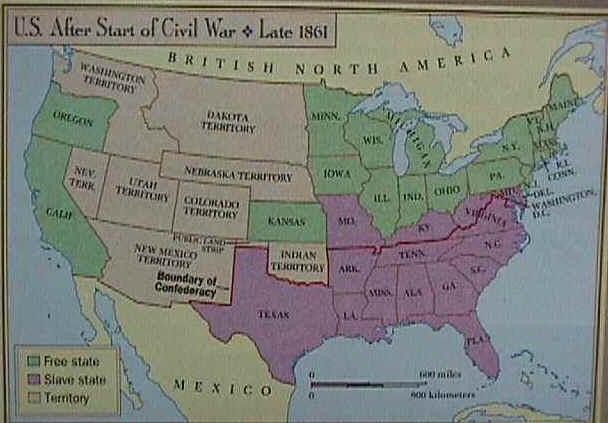 U.S. After Start of Civil War ❖ Late 1861
BRITISH NORTH AMERICA
WASHINGTON
TERRITORY
OREGON
DAKOTA
TERRITORY
MINN.
WIS.
MICHIGAN
MAINE
VT.
N.H.
MASS.
N.Y.
R.I.
CONN.
NEV.
TERR.
UTAH
TERRITORY
NEBRASKA TERRITORY
COLORADO
TERRITORY
IOWA
ILL.
IND.
OHIO
PA.
N.J.
DEL.
MD.
WASHINGTON,
D.C.
CALIF.
KANSAS
MO.
KY.
VIRGINIA
PUBLIC LAND
STRIP
NEW MEXICO
TERRITORY
INDIAN
TERRITORY
Boundary of
Confederacy
ARK.
TENN.
N.C.
S.C.
TEXAS
LA.
MISS.
ALA.
GA.
FLA.
MEXICO
Free state
Slave state
Territory
0 600 miles
0 800 kilometers